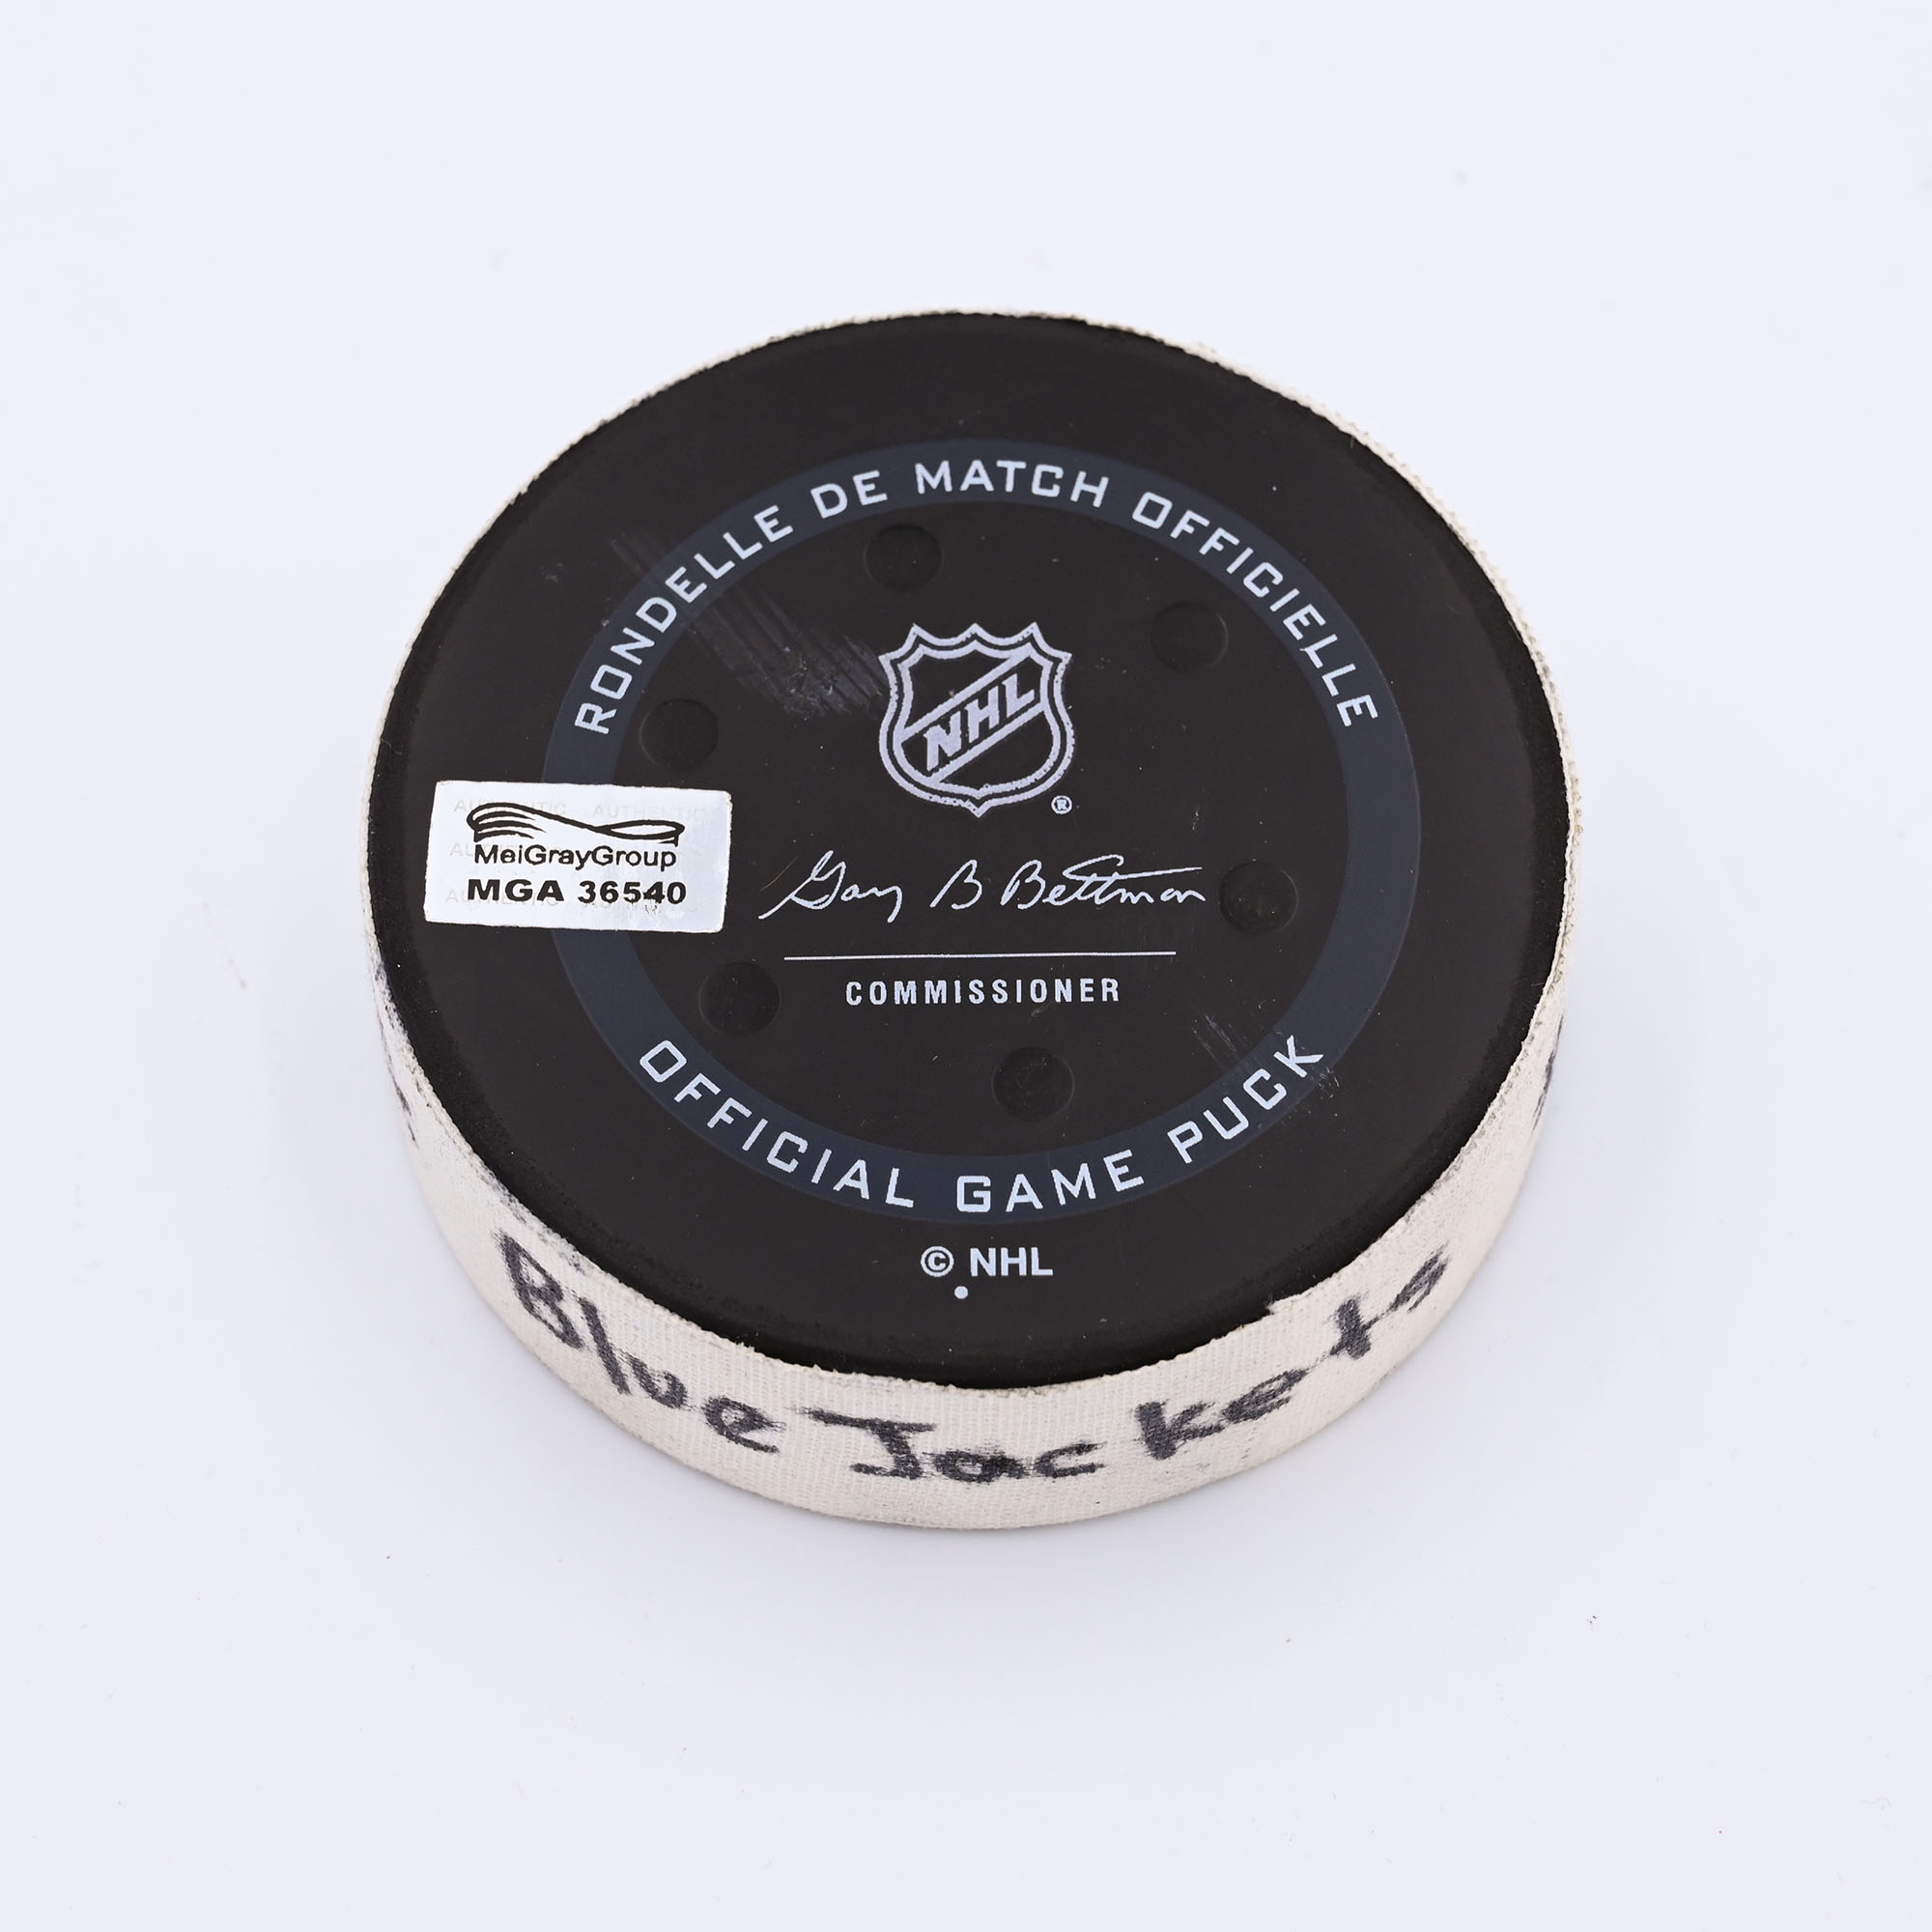 RONDELLE DE MATCH OFFICIELLE
NHL
®
MeiGrayGroup
MGA 36540
Gary B Bettman
COMMISSIONER
OFFICIAL GAME PUCK
© NHL
Blue Jackets